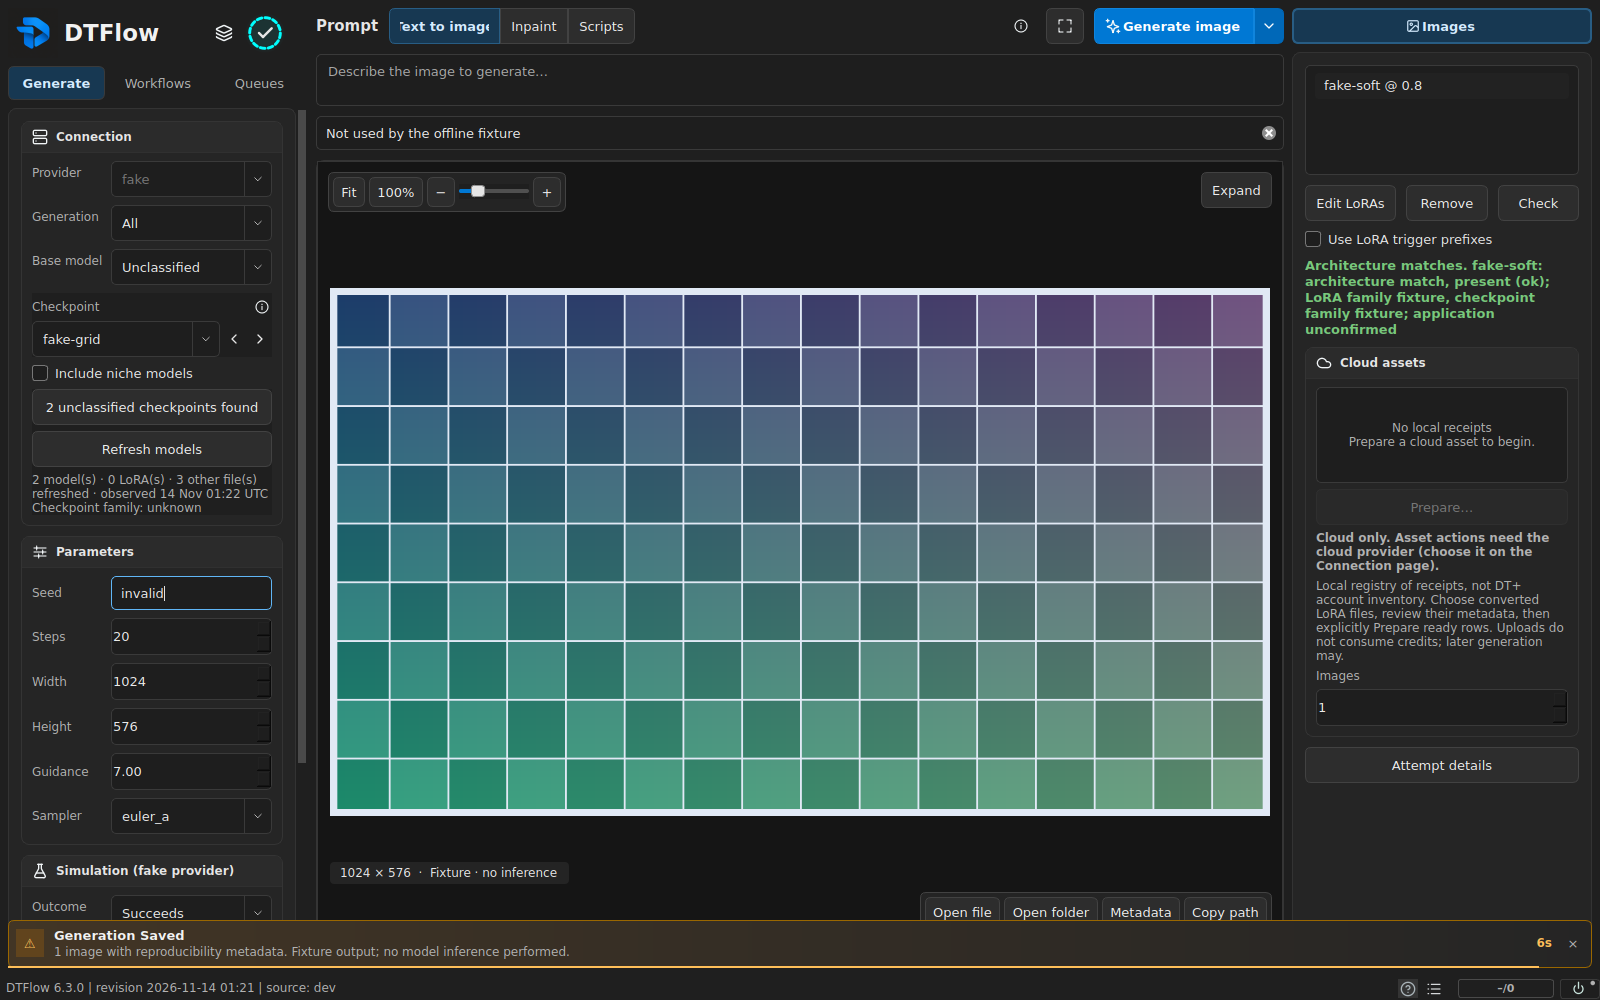 DTFlow
Generate
Workflows
Queues
Connection
Provider
fake
Generation
All
Base model
Unclassified
Checkpoint
fake-grid
Include niche models
2 unclassified checkpoints found
Refresh models
2 model(s) · 0 LoRA(s) · 3 other file(s)
refreshed · observed 14 Nov 01:22 UTC
Checkpoint family: unknown
Parameters
Seed
invalid
Steps
20
Width
1024
Height
576
Guidance
7.00
Sampler
euler_a
Simulation (fake provider)
Outcome
Succeeds
Prompt
Text to image
Inpaint
Scripts
Generate image
Describe the image to generate...
Not used by the offline fixture
Fit
100%
−
+
Expand
1024 × 576 · Fixture · no inference
Open file
Open folder
Metadata
Copy path
Images
fake-soft @ 0.8
Edit LoRAs
Remove
Check
Use LoRA trigger prefixes
Architecture matches. fake-soft:
architecture match, present (ok);
LoRA family fixture, checkpoint
family fixture; application
unconfirmed
Cloud assets
No local receipts
Prepare a cloud asset to begin.
Prepare...
Cloud only. Asset actions need the
cloud provider (choose it on the
Connection page).
Local registry of receipts, not DT+
account inventory. Choose converted
LoRA files, review their metadata, then
explicitly Prepare ready rows. Uploads do
not consume credits; later generation
may.
Images
1
Attempt details
Generation Saved
1 image with reproducibility metadata. Fixture output; no model inference performed.
6s
DTFlow 6.3.0 | revision 2026-11-14 01:21 | source: dev
–/0